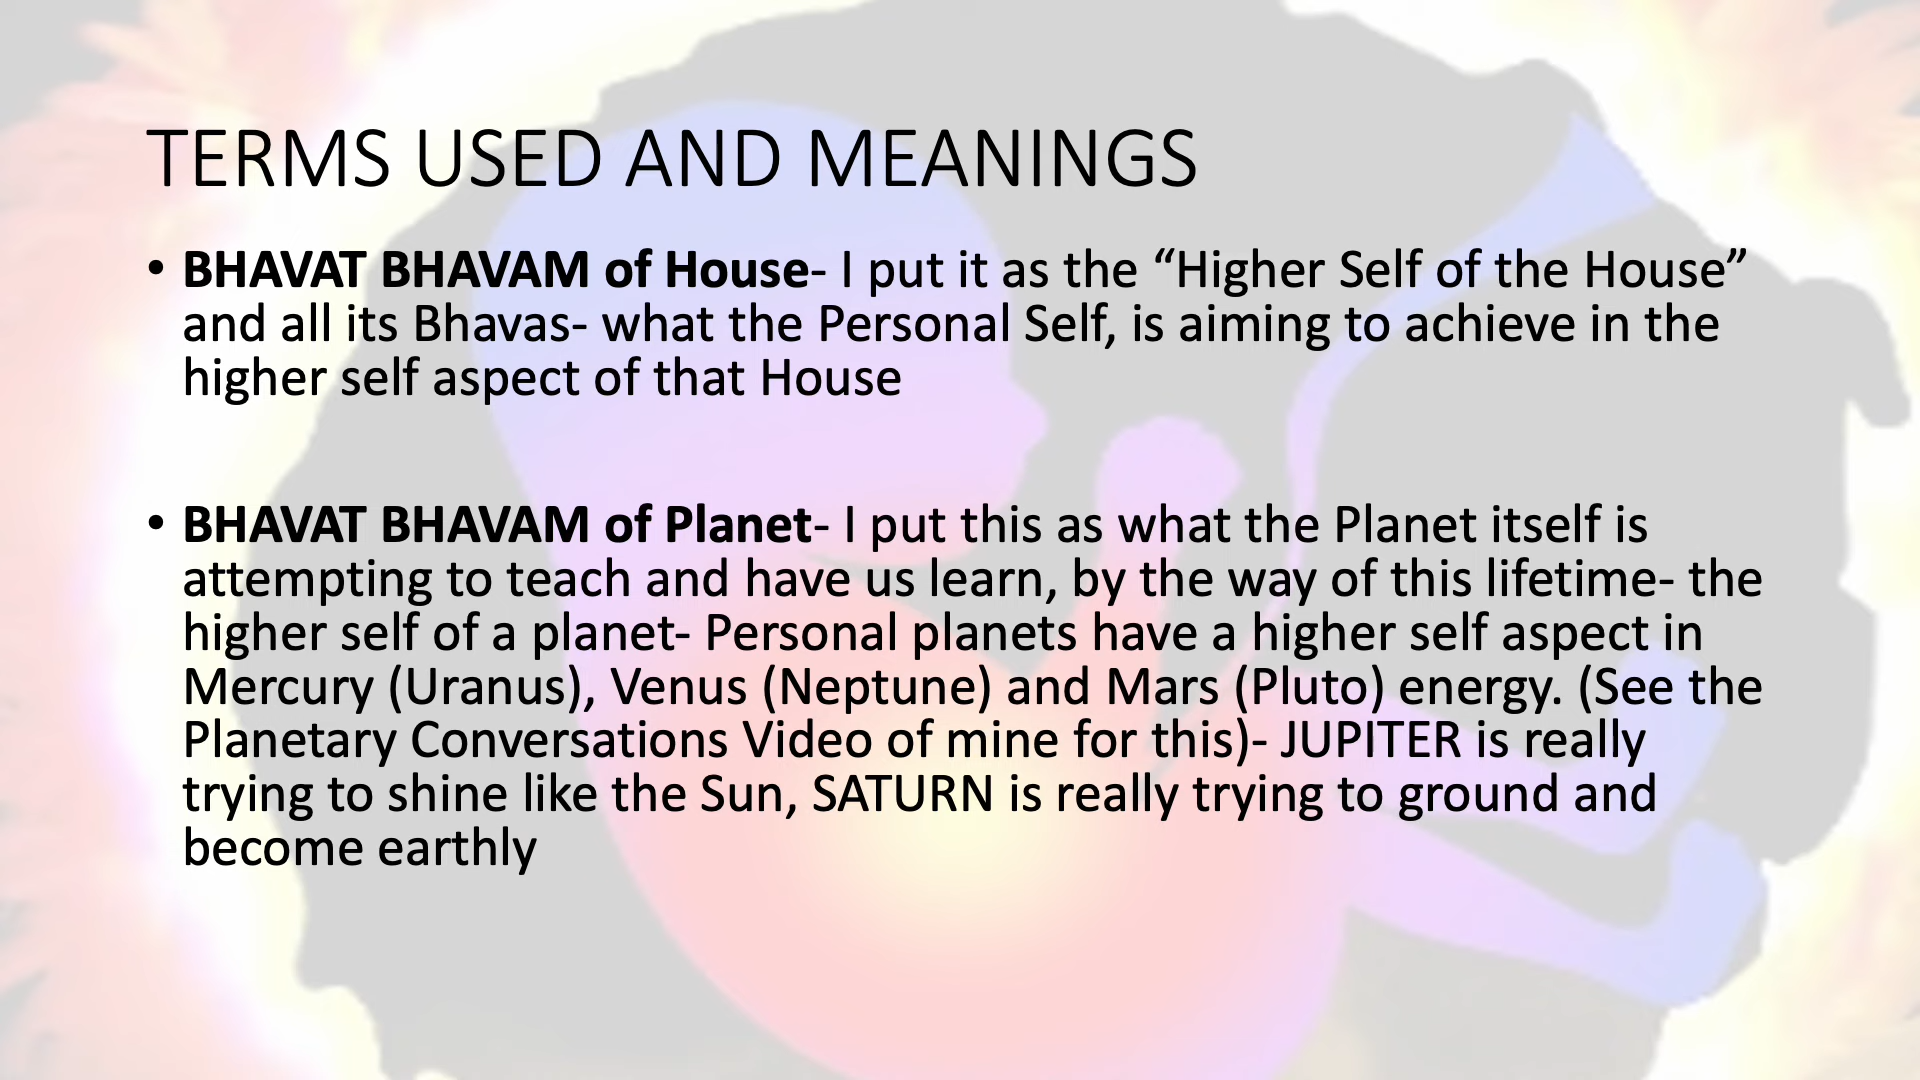 TERMS USED AND MEANINGS
• BHAVAT BHAVAM of House- I put it as the “Higher Self of the House”
and all its Bhavas- what the Personal Self, is aiming to achieve in the
higher self aspect of that House
• BHAVAT BHAVAM of Planet- I put this as what the Planet itself is
attempting to teach and have us learn, by the way of this lifetime- the
higher self of a planet- Personal planets have a higher self aspect in
Mercury (Uranus), Venus (Neptune) and Mars (Pluto) energy. (See the
Planetary Conversations Video of mine for this)- JUPITER is really
trying to shine like the Sun, SATURN is really trying to ground and
become earthly